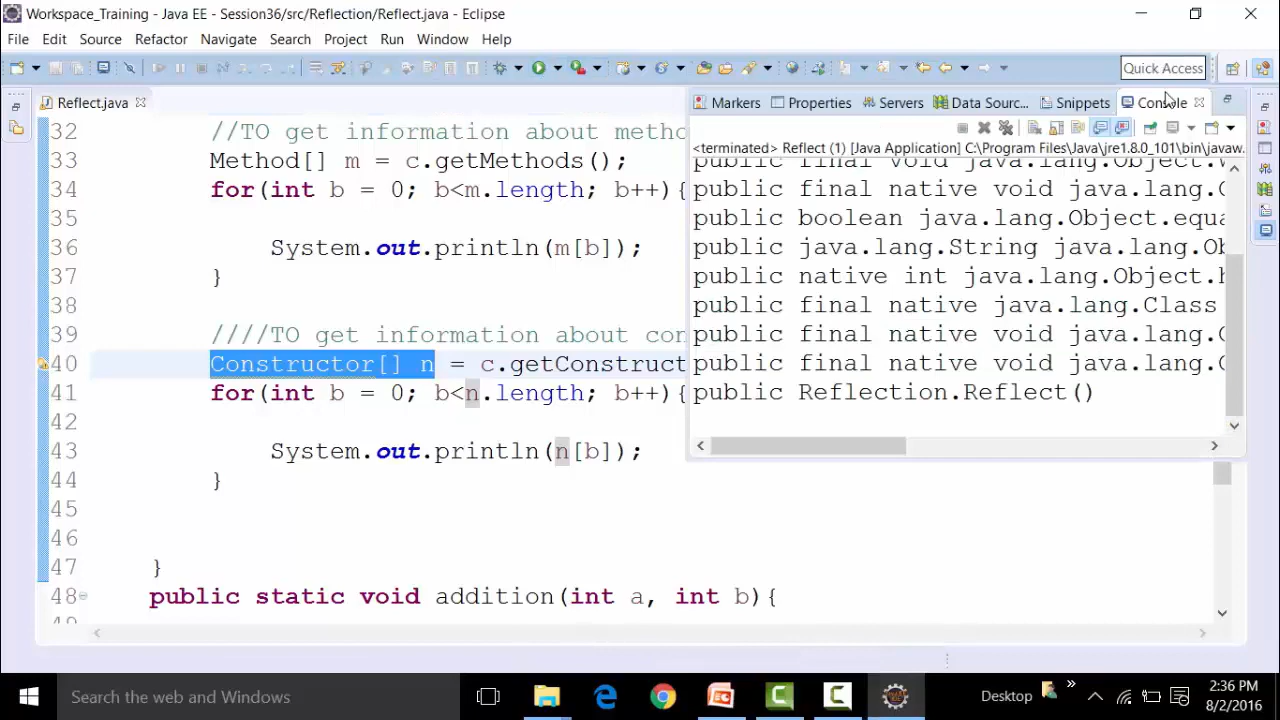 Workspace_Training - Java EE - Session36/src/Reflection/Reflect.java - Eclipse
File Edit Source Refactor Navigate Search Project Run Window Help
Quick Access
Reflect.java
Markers Properties Servers Data Sourc... Snippets Console
<terminated> Reflect (1) [Java Application] C:\Program Files\Java\jre1.8.0_101\bin\javaw.
32 //TO get information about metho
33 Method[] m = c.getMethods();
34 for(int b = 0; b<m.length; b++){
35
36 System.out.println(m[b]);
37 }
38
39 ////TO get information about con
40 Constructor[] n = c.getConstruct
41 for(int b = 0; b<n.length; b++){
42
43 System.out.println(n[b]);
44 }
45
46
47 }
48 public static void addition(int a, int b){
49
public final void java.lang.Object.w
public final native void java.lang.O
public boolean java.lang.Object.equa
public java.lang.String java.lang.Ob
public native int java.lang.Object.h
public final native java.lang.Class
public final native void java.lang.O
public final native void java.lang.O
public Reflection.Reflect()
Search the web and Windows
Desktop
2:36 PM
8/2/2016